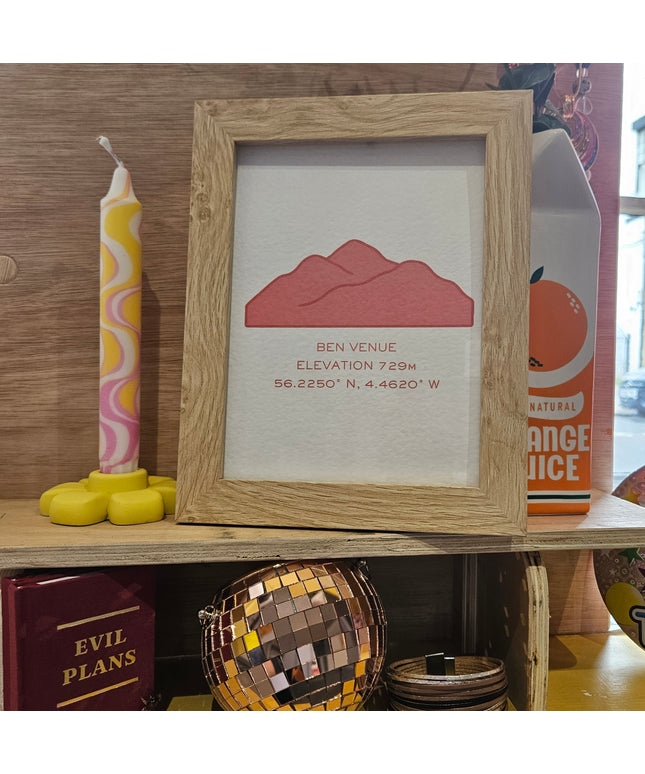 BEN VENUE
ELEVATION 729M
56.2250° N, 4.4620° W
NATURAL
ANGE
UICE
EVIL
PLANS